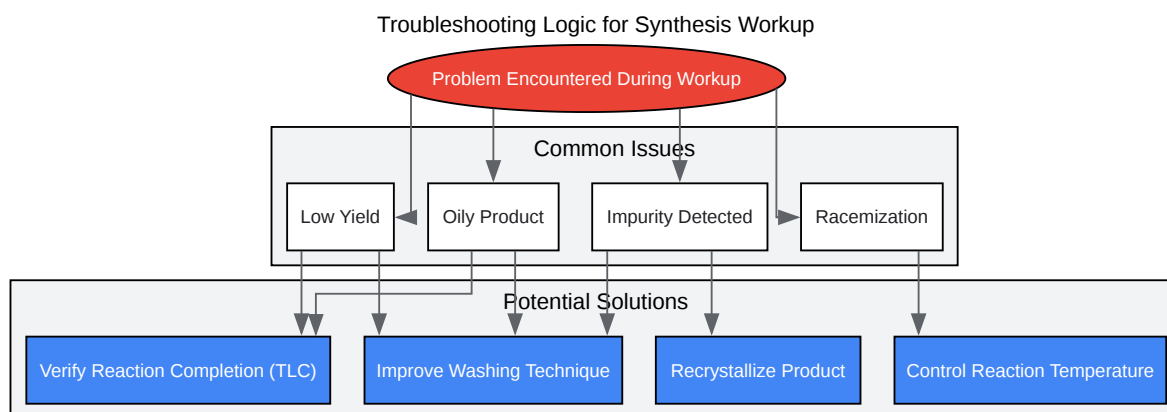 Troubleshooting Logic for Synthesis Workup
Problem Encountered During Workup
Common Issues
Low Yield
Oily Product
Impurity Detected
Racemization
Potential Solutions
Verify Reaction Completion (TLC)
Improve Washing Technique
Recrystallize Product
Control Reaction Temperature